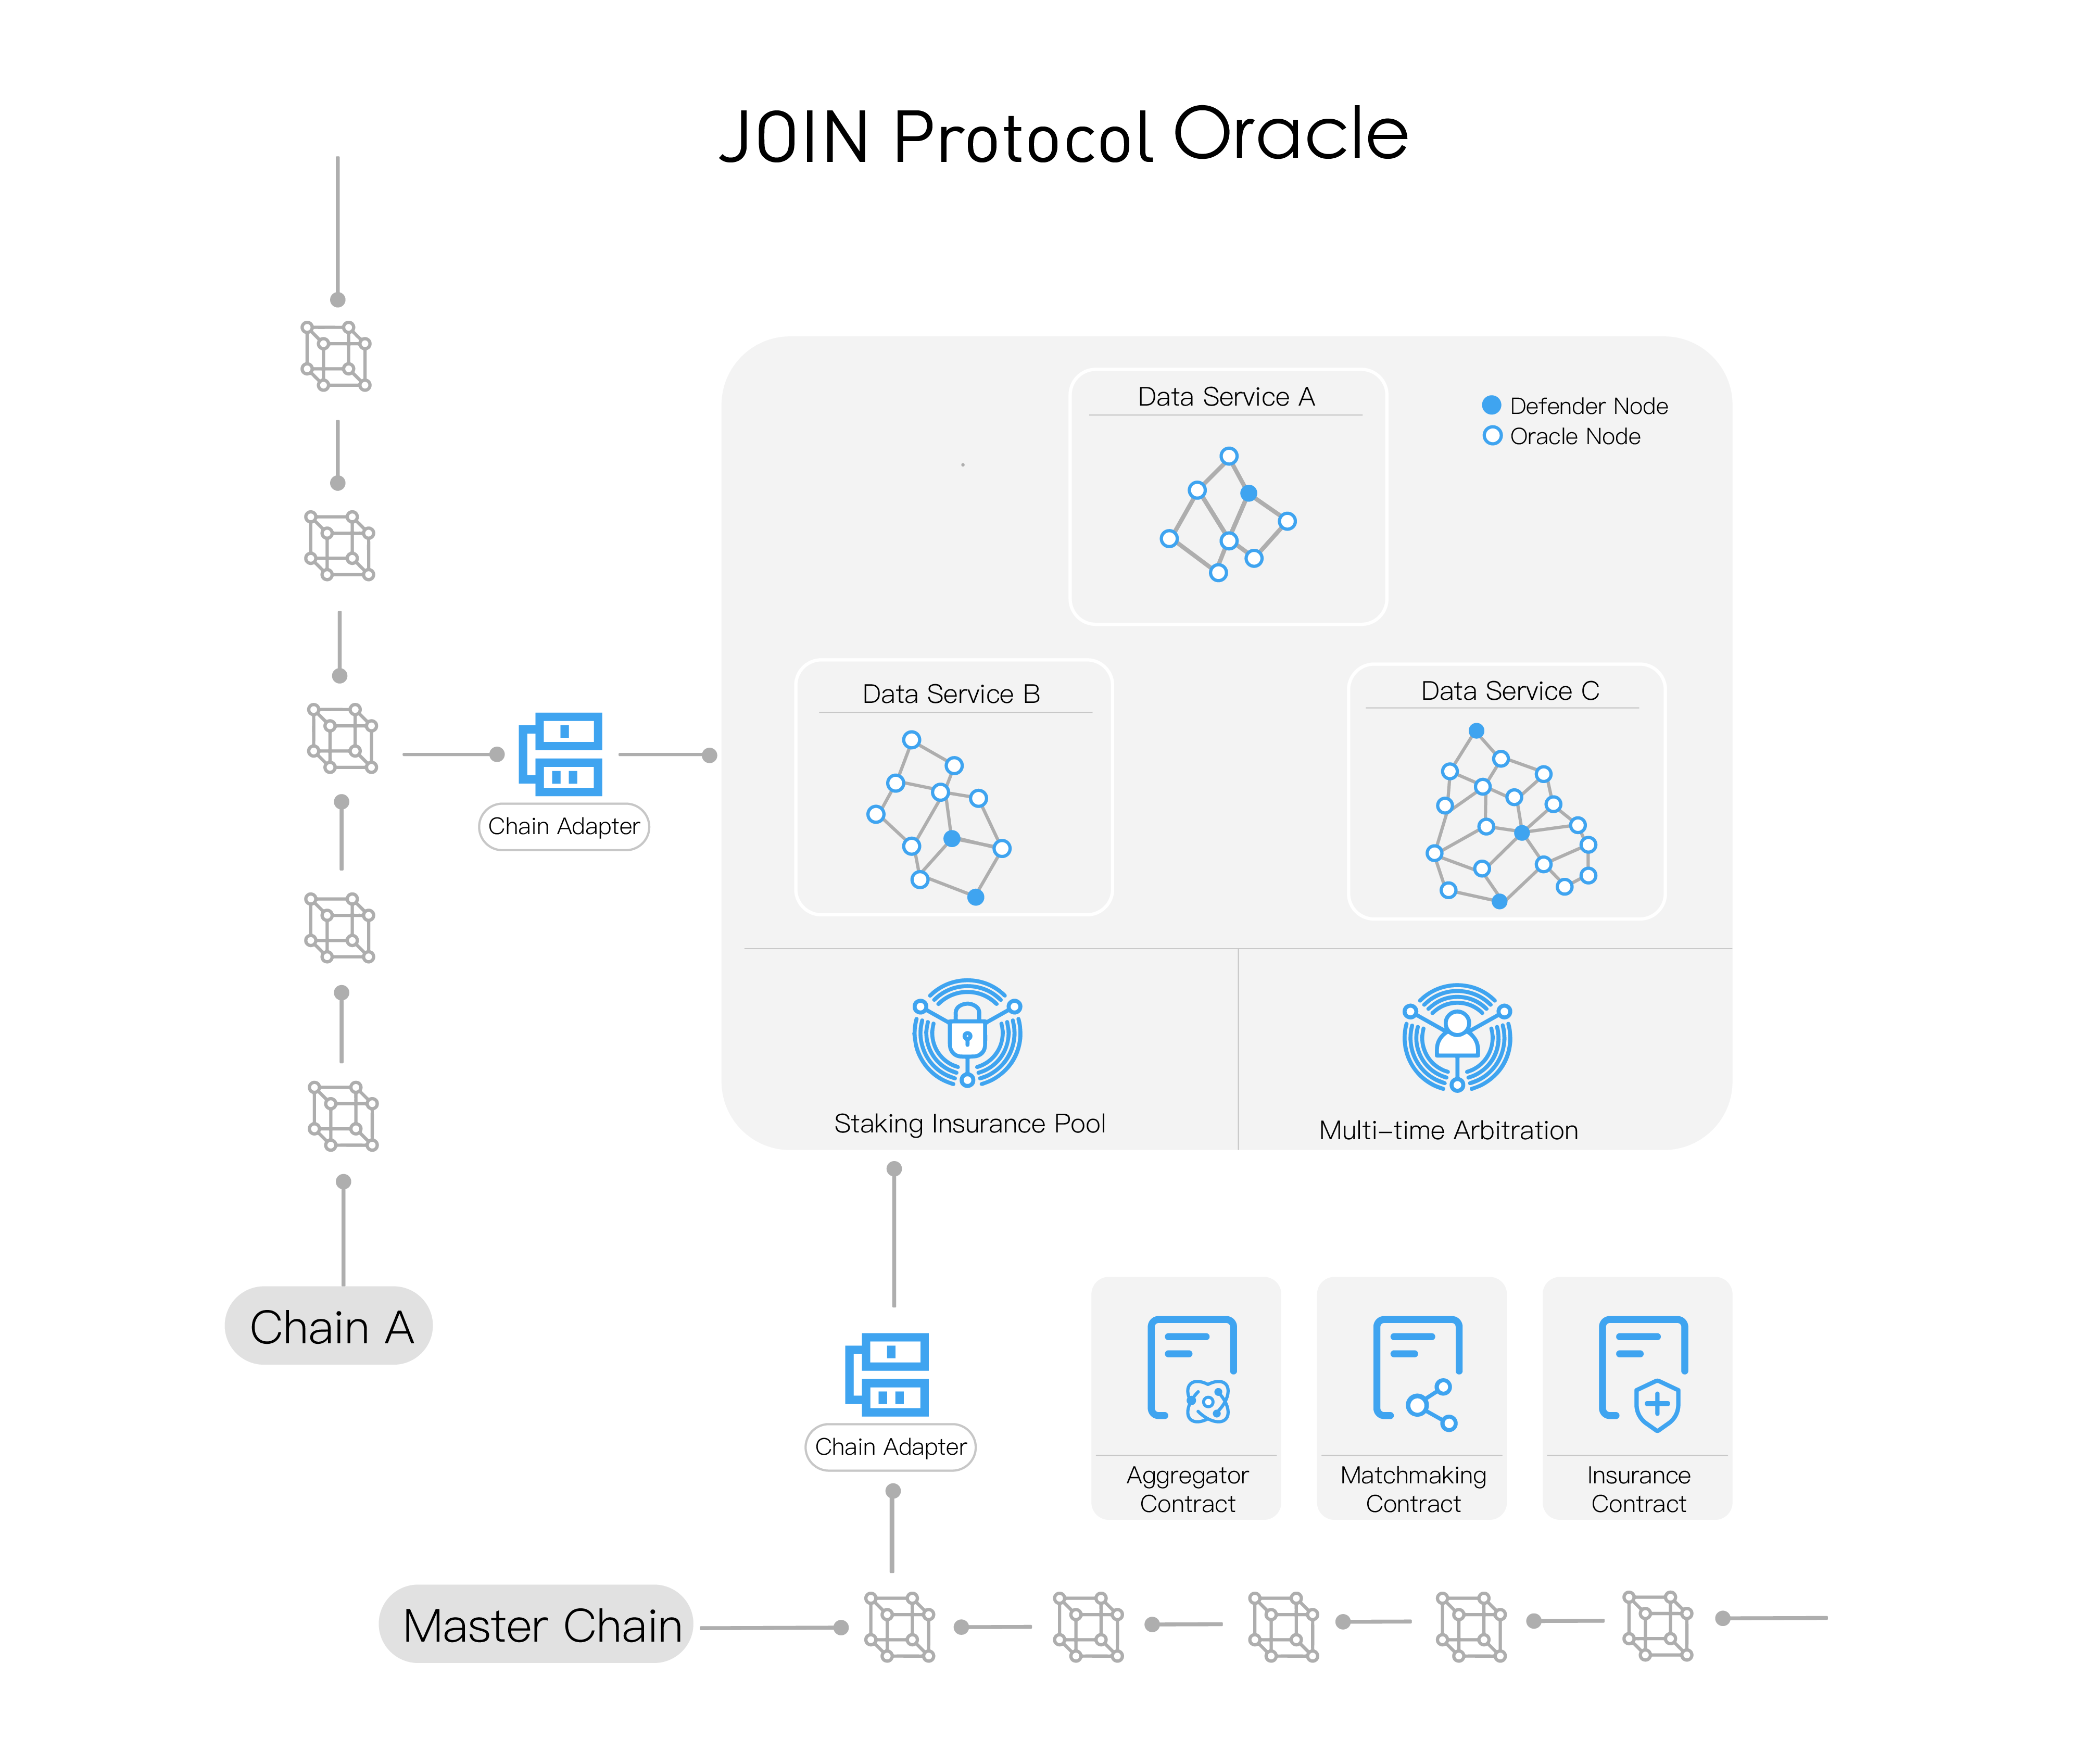 JOIN Protocol Oracle
Data Service A
Defender Node
Oracle Node
Data Service B
Data Service C
Chain Adapter
Staking Insurance Pool
Multi-time Arbitration
Chain A
Chain Adapter
Aggregator
Contract
Matchmaking
Contract
Insurance
Contract
Master Chain